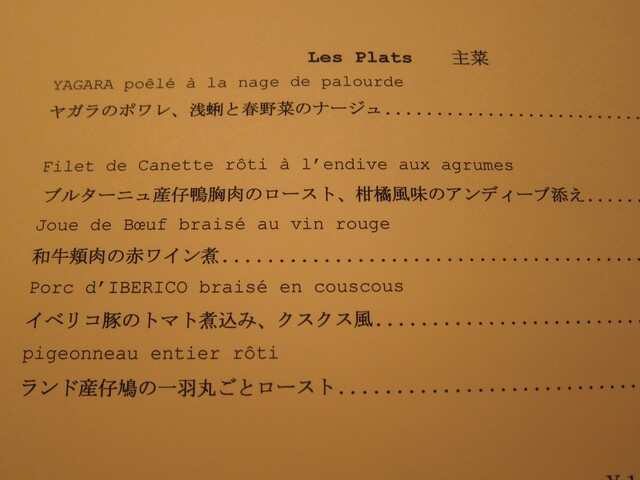 Les Plats 主菜
YAGARA poêlé à la nage de palourde
ヤガラのポワレ、浅蜊と春野菜のナージュ........................
Filet de Canette rôti à l'endive aux agrumes
ブルターニュ産仔鴨胸肉のロースト、柑橘風味のアンディーブ添え.....
Joue de Bœuf braisé au vin rouge
和牛頬肉の赤ワイン煮.....................................
Porc d'IBERICO braisé en couscous
イベリコ豚のトマト煮込み、クスクス風.......................
pigeonneau entier rôti
ランド産仔鳩の一羽丸ごとロースト..........................